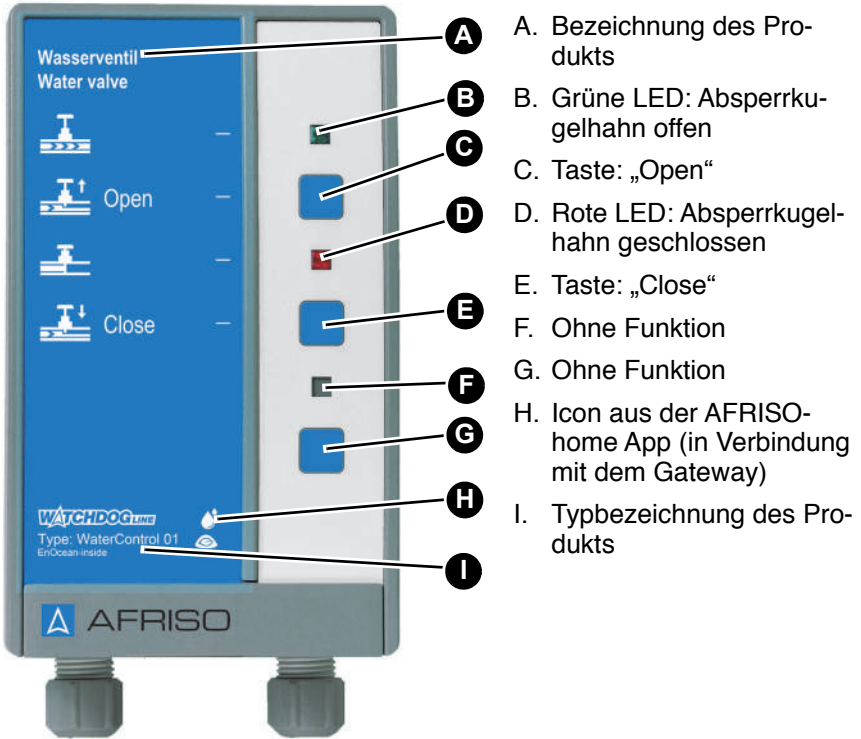 Wasserventil
Water valve
Open
Close
WATCHDOG LINE
Type: WaterControl 01
EnOcean-inside
AFRISO
A
B
C
D
E
F
G
H
I
A. Bezeichnung des Pro-
dukts
B. Grüne LED: Absperrku-
gelhahn offen
C. Taste: „Open“
D. Rote LED: Absperrkugel-
hahn geschlossen
E. Taste: „Close“
F. Ohne Funktion
G. Ohne Funktion
H. Icon aus der AFRISO-
home App (in Verbindung
mit dem Gateway)
I. Typbezeichnung des Pro-
dukts